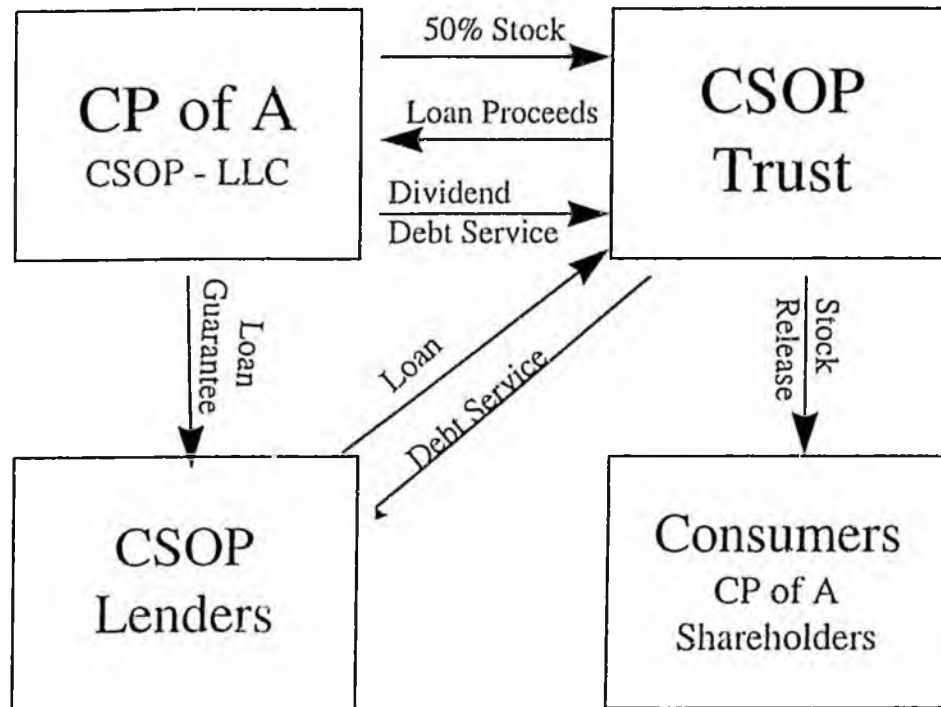 CP of A
CSOP - LLC
50% Stock
Loan Proceeds
Dividend
Debt Service
CSOP
Trust
Loan
Guarantee
Loan
Debt Service
Stock
Release
CSOP
Lenders
Consumers
CP of A
Shareholders